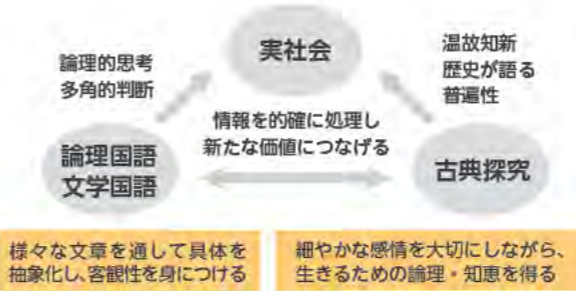 実社会
論理的思考
多角的判断
温故知新
歴史が語る
普遍性
情報を的確に処理し
新たな価値につなげる
論理国語
文学国語
古典探究
様々な文章を通して具体を
抽象化し、客観性を身につける
細やかな感情を大切にしながら、
生きるための論理・知恵を得る